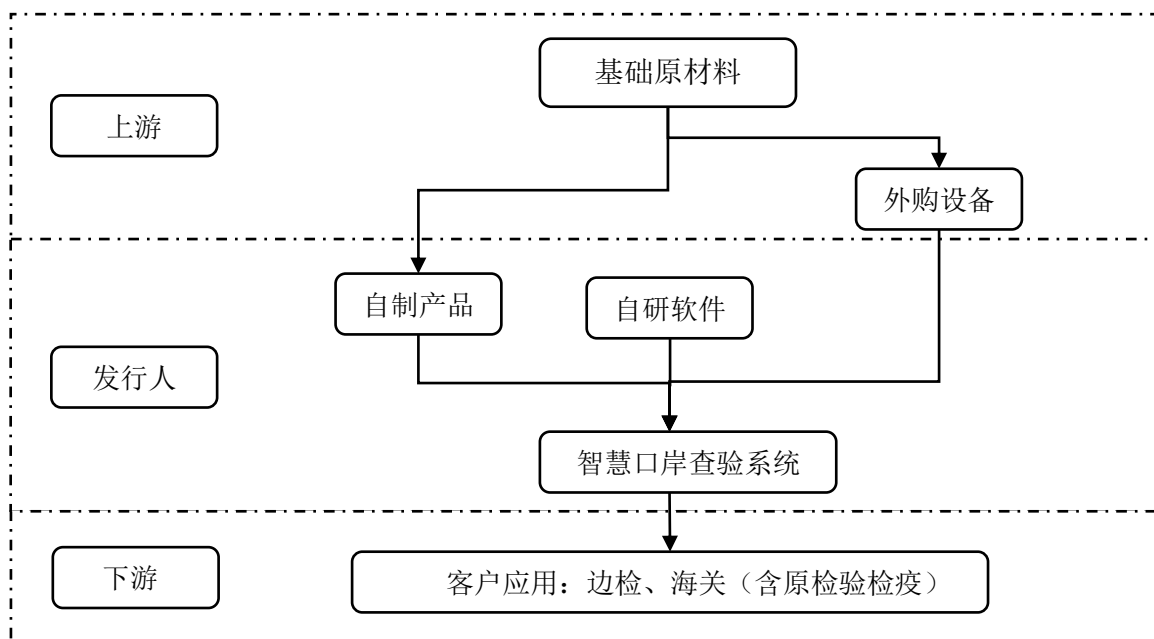 基础原材料
上游
外购设备
自制产品
自研软件
发行人
智慧口岸查验系统
下游
客户应用：边检、海关（含原检验检疫）